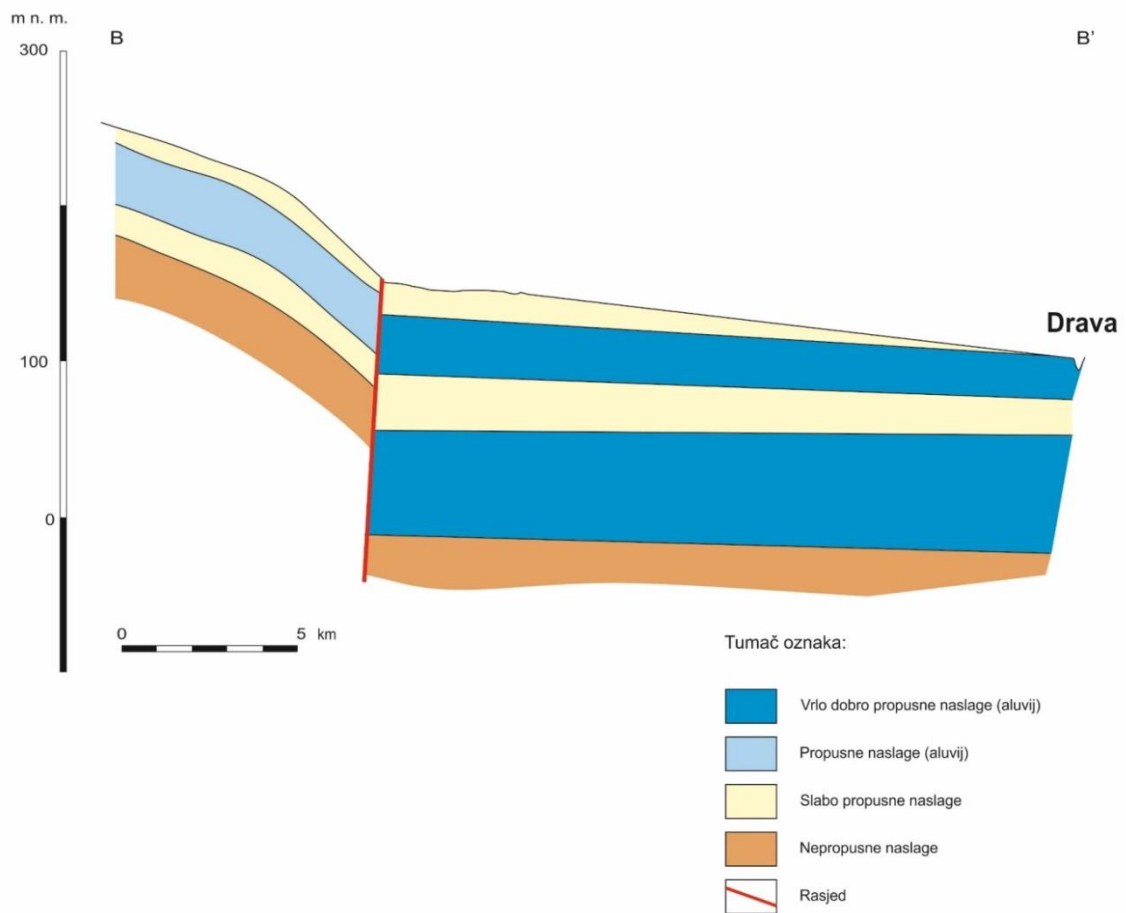 m n. m.
300
B
B'
100
Drava
0
0 5 km
Tumač oznaka:
Vrlo dobro propusne naslage (aluvij)
Propusne naslage (aluvij)
Slabo propusne naslage
Nepropusne naslage
Rasjed